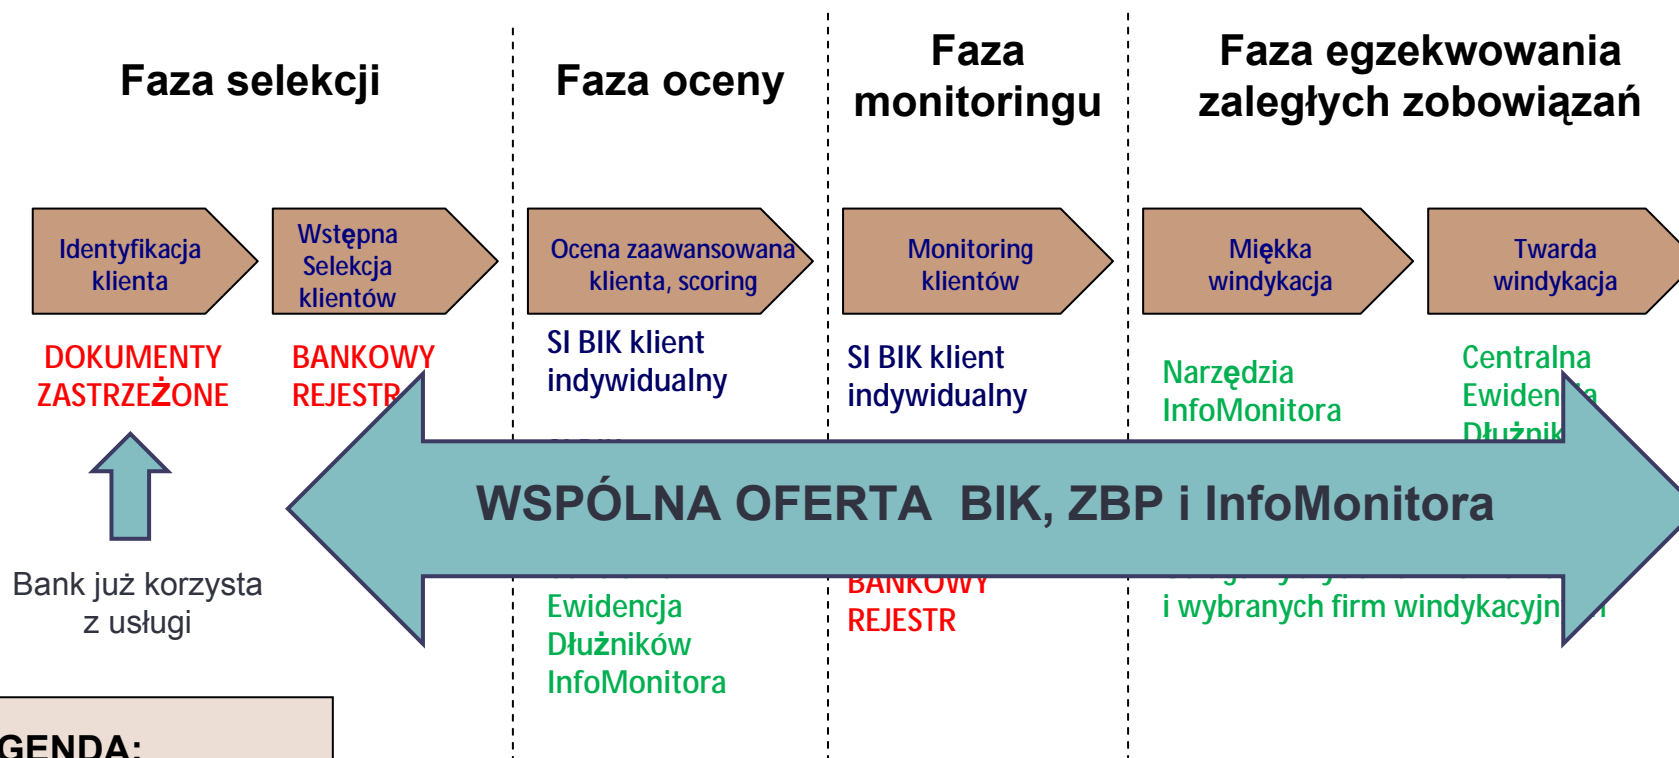 Faza selekcji
Faza oceny
Faza
monitoringu
Faza egzekwowania
zaległych zobowiązań
Identyfikacja
klienta
Wstępna
Selekcja
klientów
Ocena zaawansowana
klienta, scoring
Monitoring
klientów
Miękka
windykacja
Twarda
windykacja
DOKUMENTY
ZASTRZEŻONE
BANKOWY
REJESTR
SI BIK klient
indywidualny
SI BIK klient
indywidualny
Narzędzia
InfoMonitora
Centralna
WSPÓLNA OFERTA BIK, ZBP i InfoMonitora
Bank już korzysta
z usługi
Ewidencja
Dłużników
InfoMonitora
BANKOWY
REJESTR
i wybranych firm